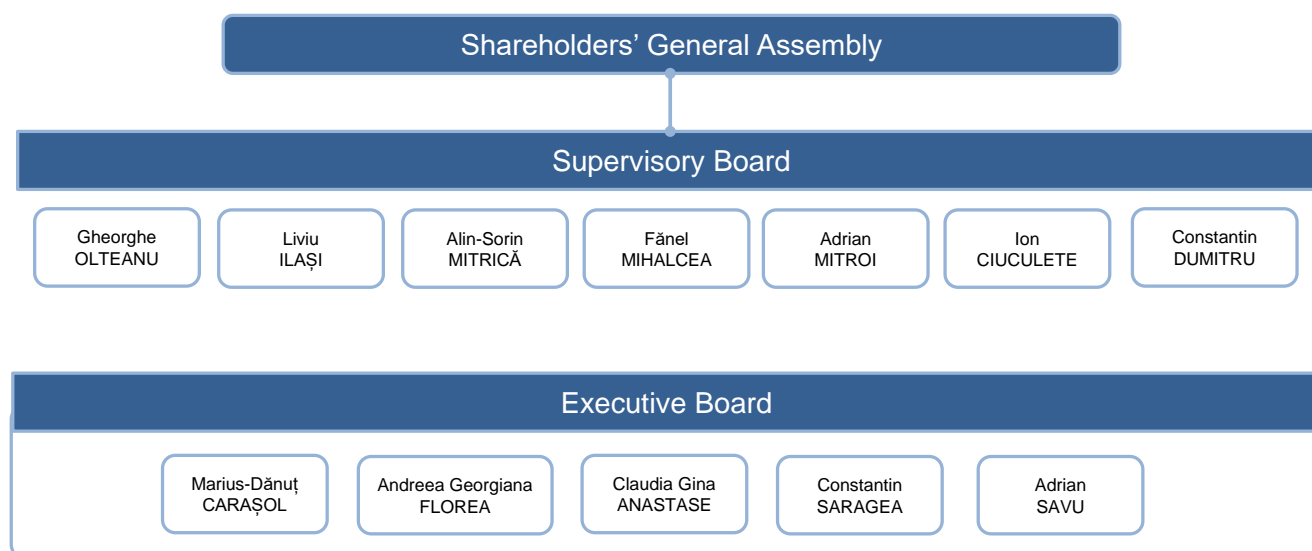 Shareholders’ General Assembly
Supervisory Board
Gheorghe
OLTEANU
Liviu
ILAȘI
Alin-Sorin
MITRICĂ
Fănel
MIHALCEA
Adrian
MITROI
Ion
CIUCULETE
Constantin
DUMITRU
Executive Board
Marius-Dănuț
CARAȘOL
Andreea Georgiana
FLOREA
Claudia Gina
ANASTASE
Constantin
SARAGEA
Adrian
SAVU